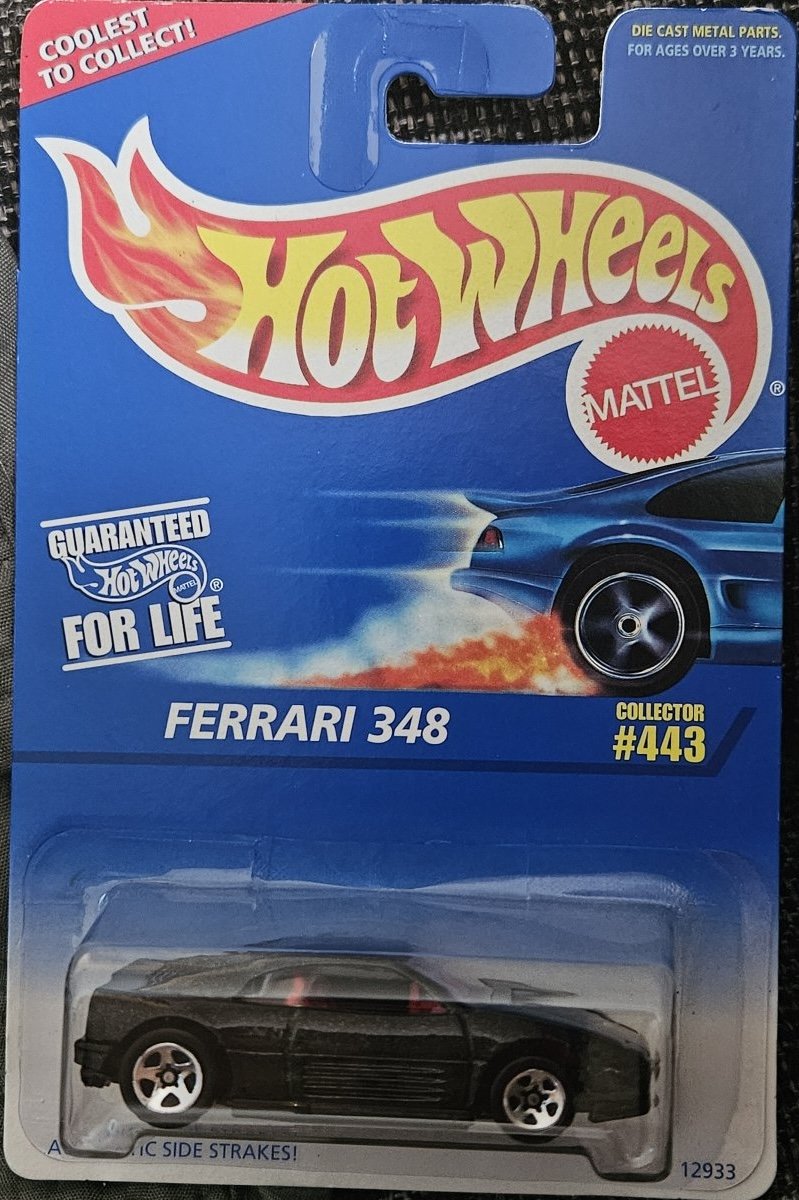 COOLEST
TO COLLECT!
DIE CAST METAL PARTS.
FOR AGES OVER 3 YEARS.
HOT WHEELS
MATTEL
®
GUARANTEED
HOT WHEELS
MATTEL
®
FOR LIFE
FERRARI 348
COLLECTOR
#443
SIDE STRAKES!
12933